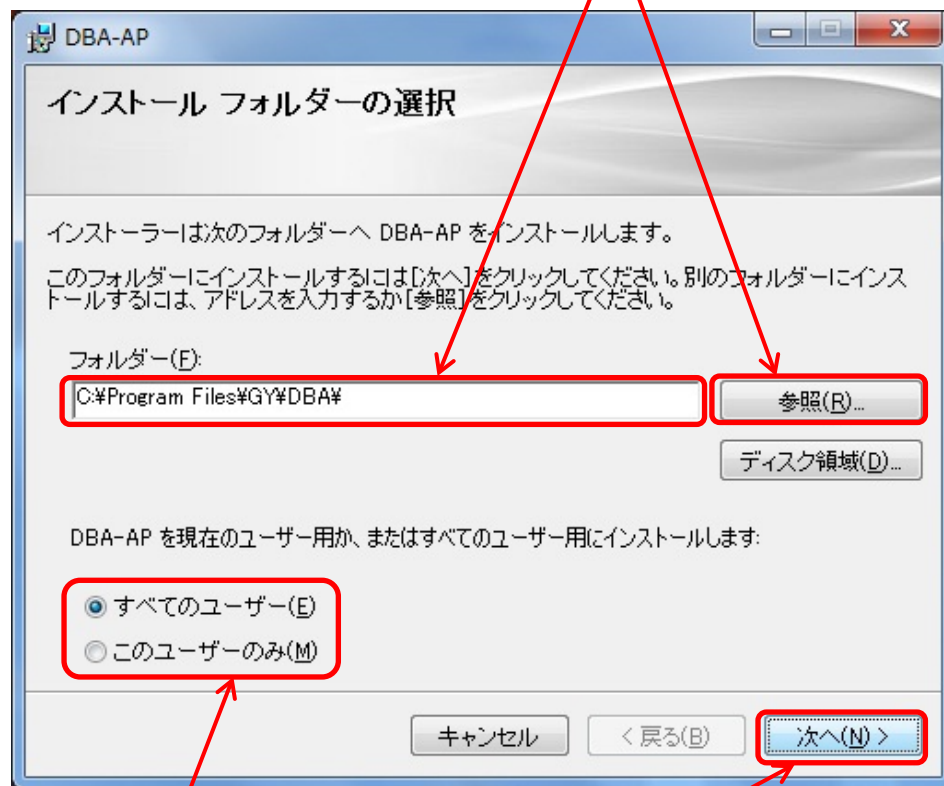 DBA-AP
インストール フォルダーの選択
インストーラーは次のフォルダーへ DBA-AP をインストールします。
このフォルダーにインストールするには[次へ]をクリックしてください。別のフォルダーにインス
トールするには、アドレスを入力するか[参照]をクリックしてください。
フォルダー(F):
C:¥Program Files¥GY¥DBA¥
参照(R)...
ディスク領域(D)...
DBA-AP を現在のユーザー用か、またはすべてのユーザー用にインストールします:
すべてのユーザー(E)
このユーザーのみ(M)
キャンセル
< 戻る(B)
次へ(N) >